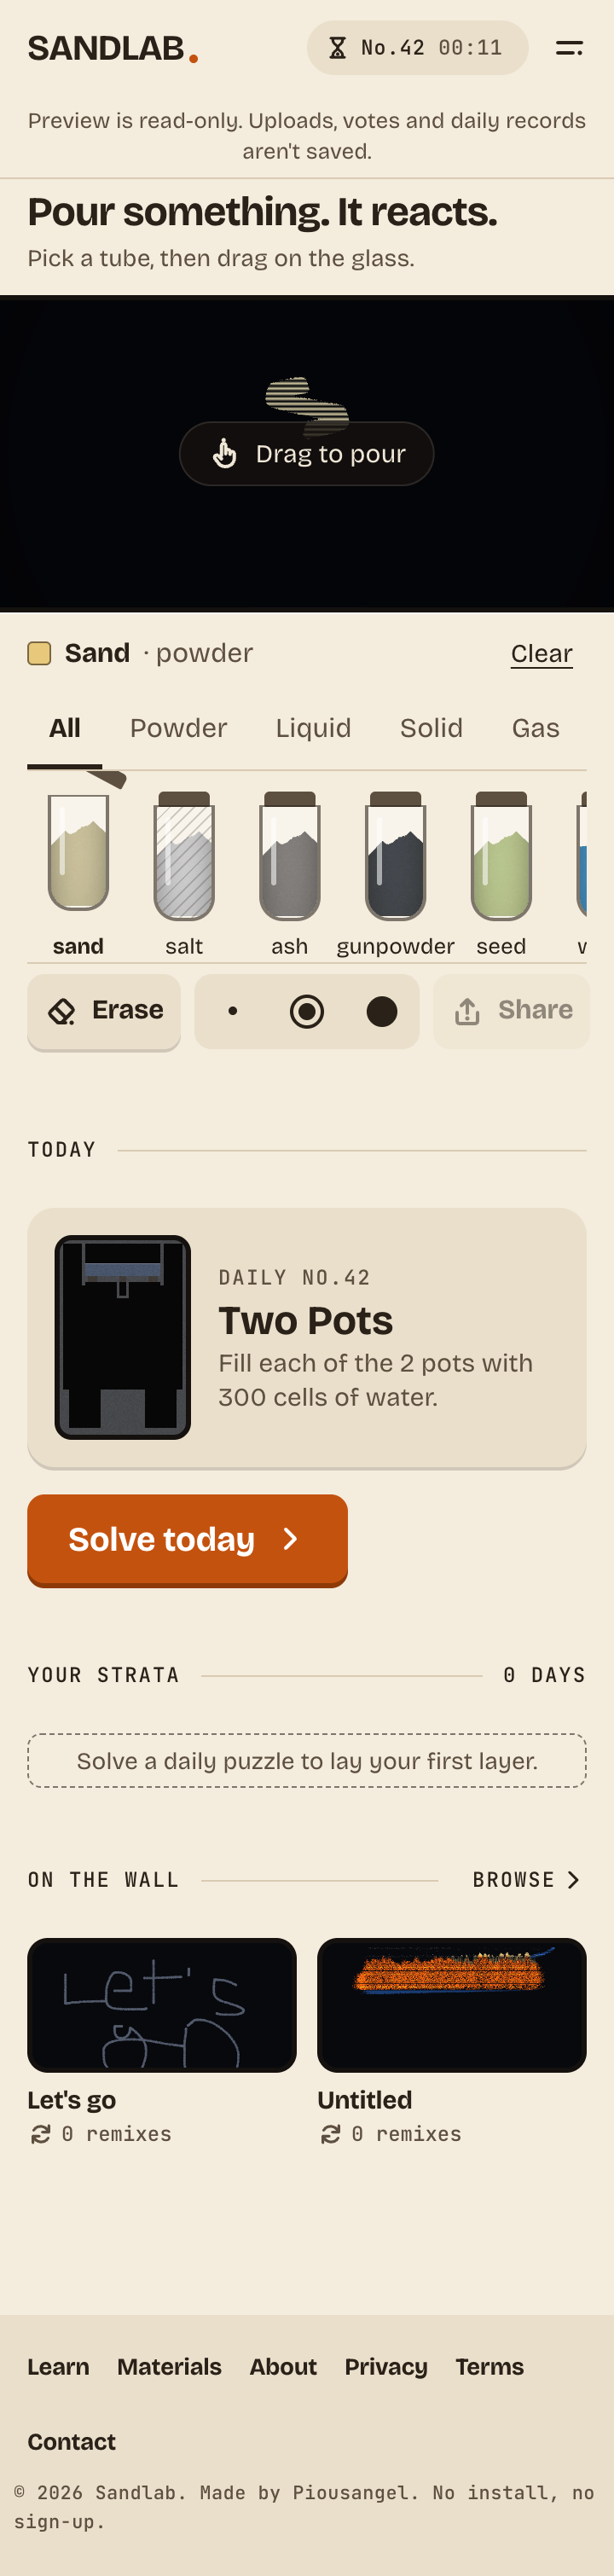 SANDLAB.
No.42 00:11
Preview is read-only. Uploads, votes and daily records
aren't saved.
Pour something. It reacts.
Pick a tube, then drag on the glass.
Drag to pour
Sand · powder
Clear
All Powder Liquid Solid Gas
sand salt ash gunpowder seed
Erase
Share
TODAY
DAILY NO.42
Two Pots
Fill each of the 2 pots with
300 cells of water.
Solve today
YOUR STRATA
0 DAYS
Solve a daily puzzle to lay your first layer.
ON THE WALL
BROWSE
Let's
go
Let's go
0 remixes
Untitled
0 remixes
Learn Materials About Privacy Terms
Contact
© 2026 Sandlab. Made by Piousangel. No install, no
sign-up.